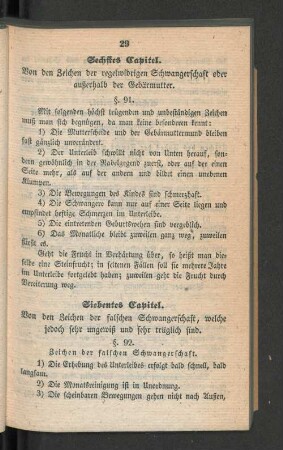 29
Sechstes Capitel.
Von den Zeichen der regelwidrigen Schwangerschaft oder
außerhalb der Gebärmutter.
§. 91.
Mit folgenden höchst trügenden und unbeständigen Zeichen
muß man sich begnügen, da man keine besonderen kennt:
1) Die Mutterscheide und der Gebärmuttermund bleiben
fast gänzlich unverändert.
2) Der Unterleib schwillt nicht von Unten herauf, son-
dern gewöhnlich in der Nabelgegend zuerst, oder auf der einen
Seite mehr, als auf der andern und bildet einen unebenen
Klumpen.
3) Die Bewegungen des Kindes sind schmerzhaft.
4) Die Schwangere kann nur auf einer Seite liegen und
empfindet heftige Schmerzen im Unterleibe.
5) Die eintretenden Geburtswehen sind vergeblich.
6) Das Monatliche bleibt zuweilen ganz weg, zuweilen
fließt es.
Geht die Frucht in Verhärtung über, so heißt man die-
selbe eine Steinfrucht; in seltenen Fällen soll sie mehrere Jahre
im Unterleibe fortgelebt haben; zuweilen geht die Frucht durch
Vereiterung weg.
Siebentes Capitel.
Von den Zeichen der falschen Schwangerschaft, welche
jedoch sehr ungewiß und sehr trüglich sind.
§. 92.
Zeichen der falschen Schwangerschaft.
1) Die Erhebung des Unterleibes erfolgt bald schnell, bald
langsam.
2) Die Monatsreinigung ist in Unordnung.
3) Die scheinbaren Bewegungen gehen nicht nach Außen,